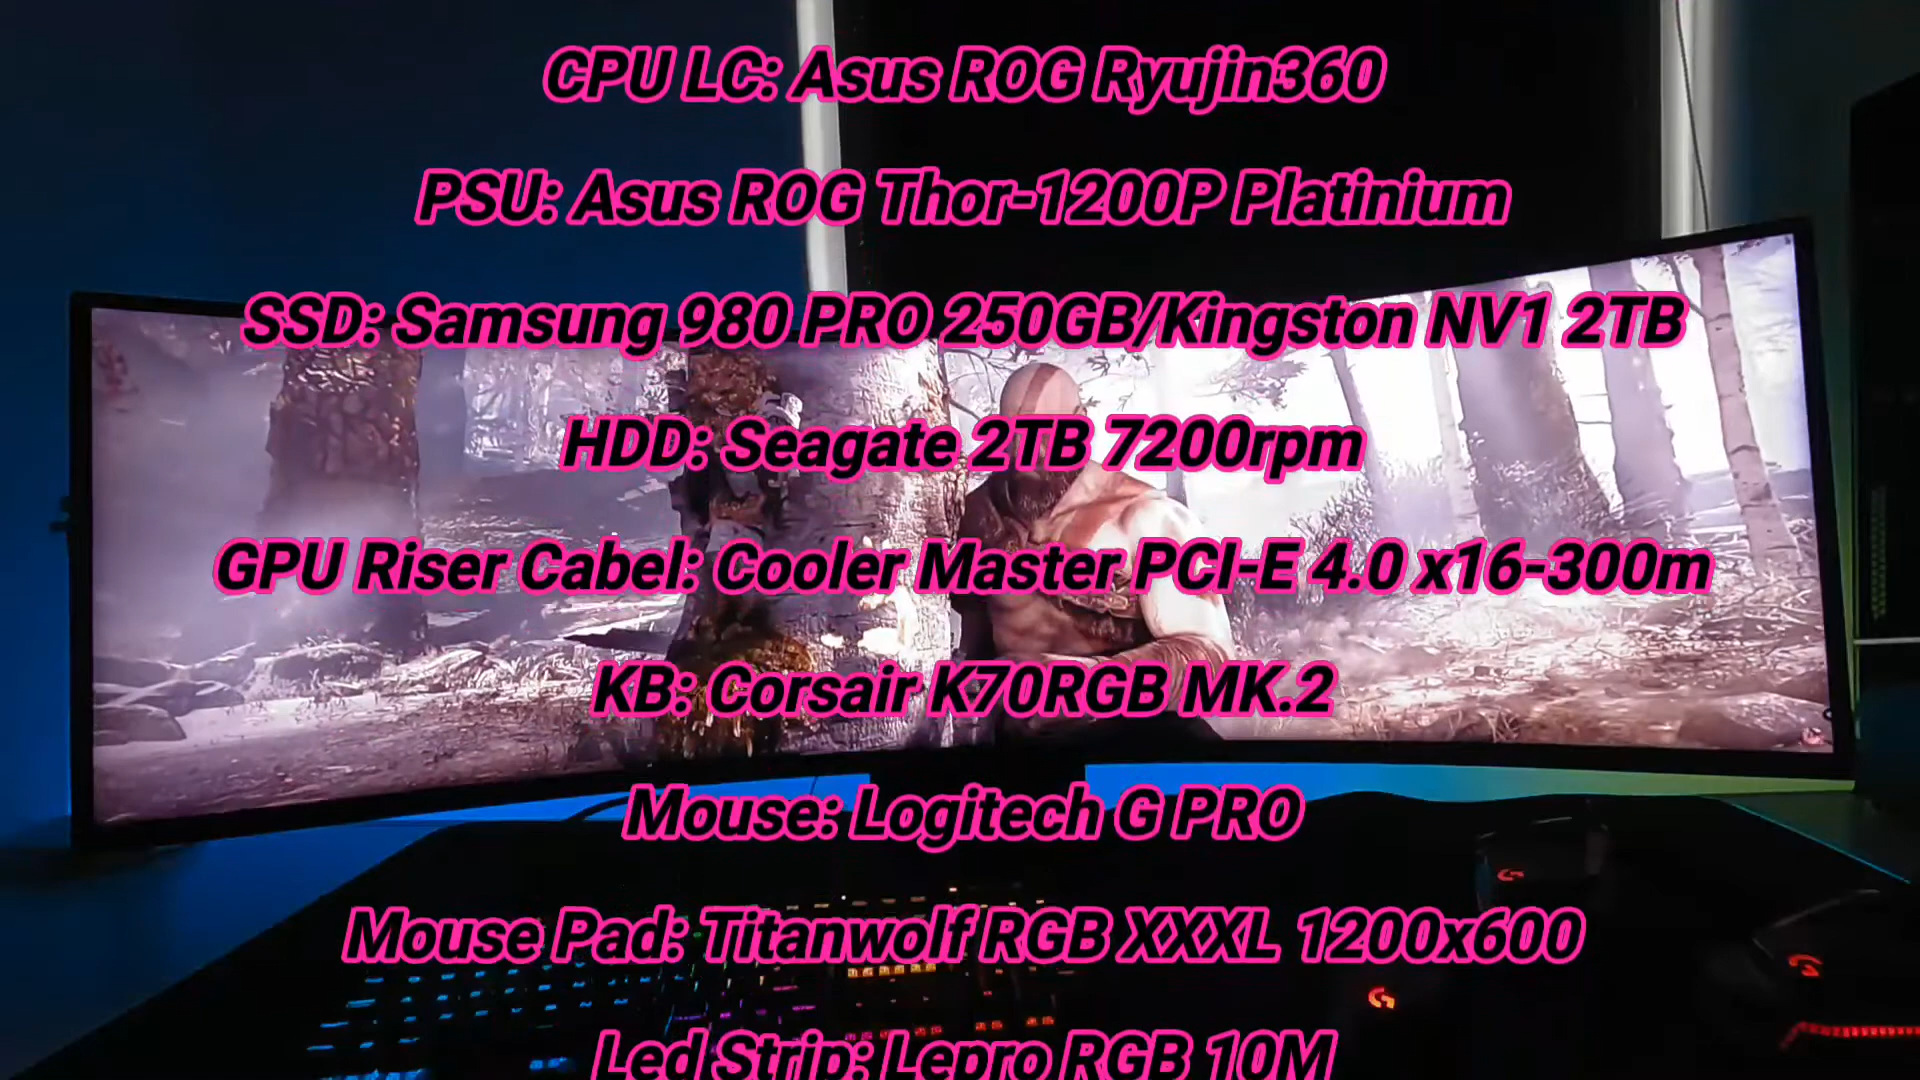 CPU LC: Asus ROG Ryujin360
PSU: Asus ROG Thor-1200P Platinium
SSD: Samsung 980 PRO 250GB/Kingston NV1 2TB
HDD: Seagate 2TB 7200rpm
GPU Riser Cabel: Cooler Master PCI-E 4.0 x16-300m
KB: Corsair K70RGB MK.2
Mouse: Logitech G PRO
Mouse Pad: Titanwolf RGB XXXL 1200x600
Led Strip: Lepro RGB 10M